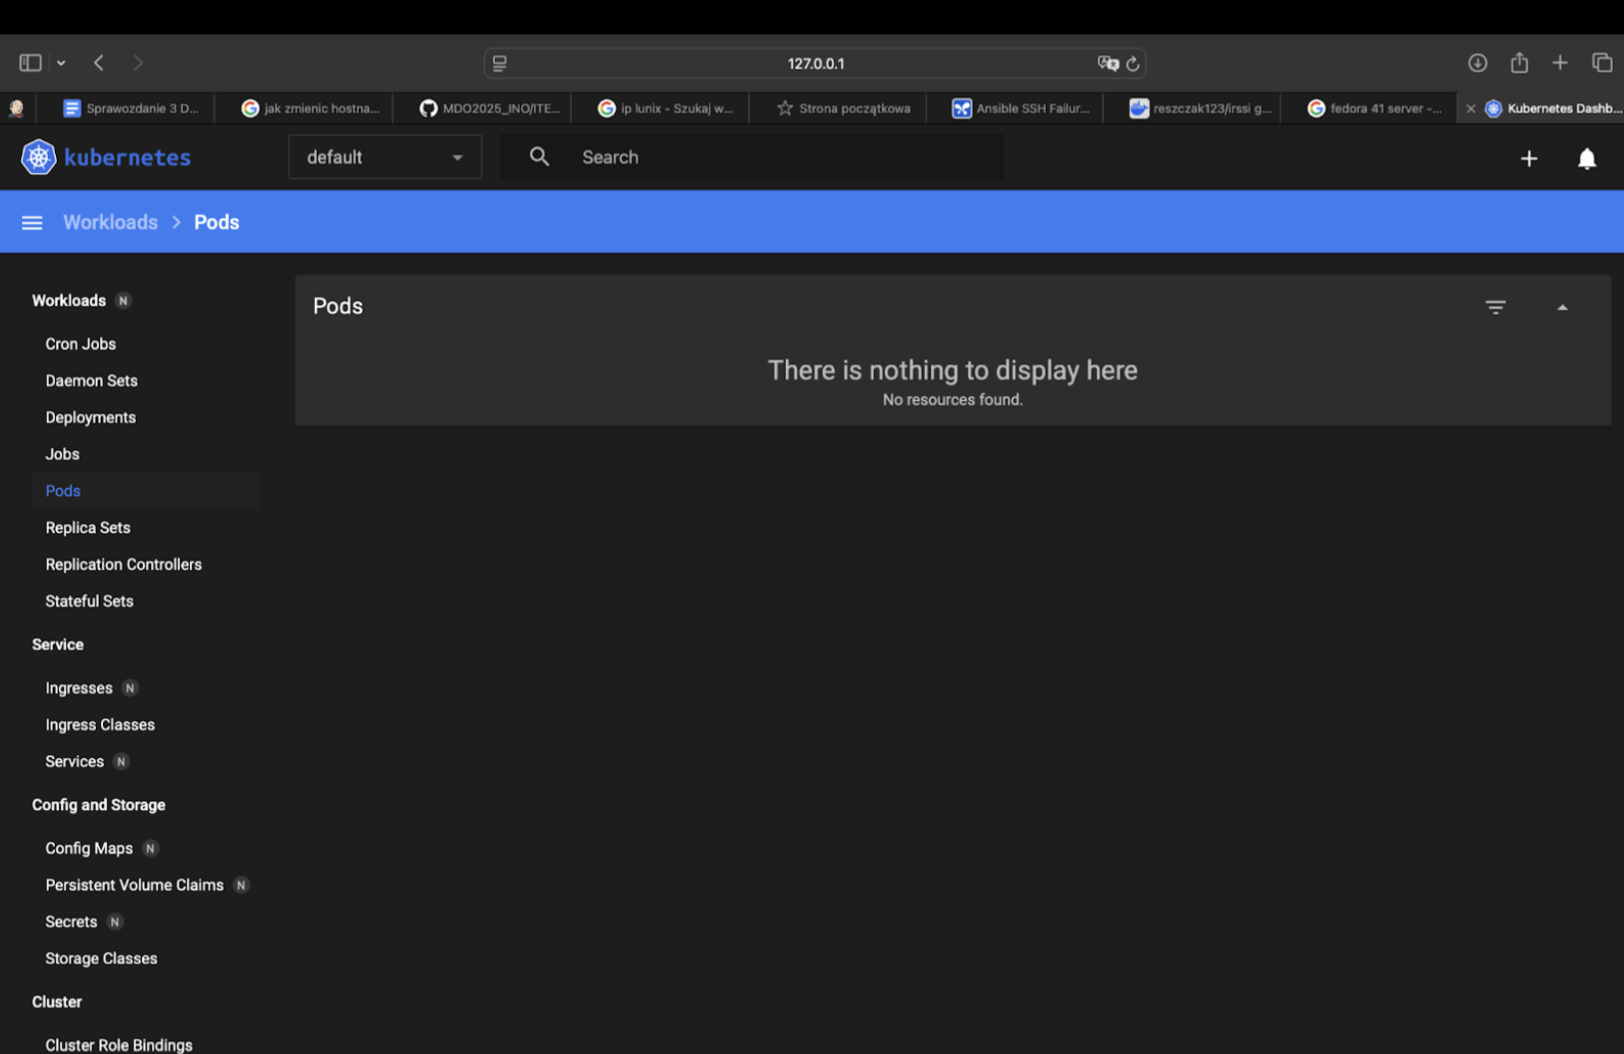 127.0.0.1
Sprawozdanie 3 D...
jak zmienic hostna...
MDO2025_INO/ITE...
ip lunix - Szukaj w...
Strona początkowa
Ansible SSH Failur...
reszczak123/irssi g...
fedora 41 server -...
Kubernetes Dashb...
kubernetes
default
Search
Workloads > Pods
Workloads N
Cron Jobs
Daemon Sets
Deployments
Jobs
Pods
Replica Sets
Replication Controllers
Stateful Sets
Service
Ingresses N
Ingress Classes
Services N
Config and Storage
Config Maps N
Persistent Volume Claims N
Secrets N
Storage Classes
Cluster
Cluster Role Bindings
Pods
There is nothing to display here
No resources found.